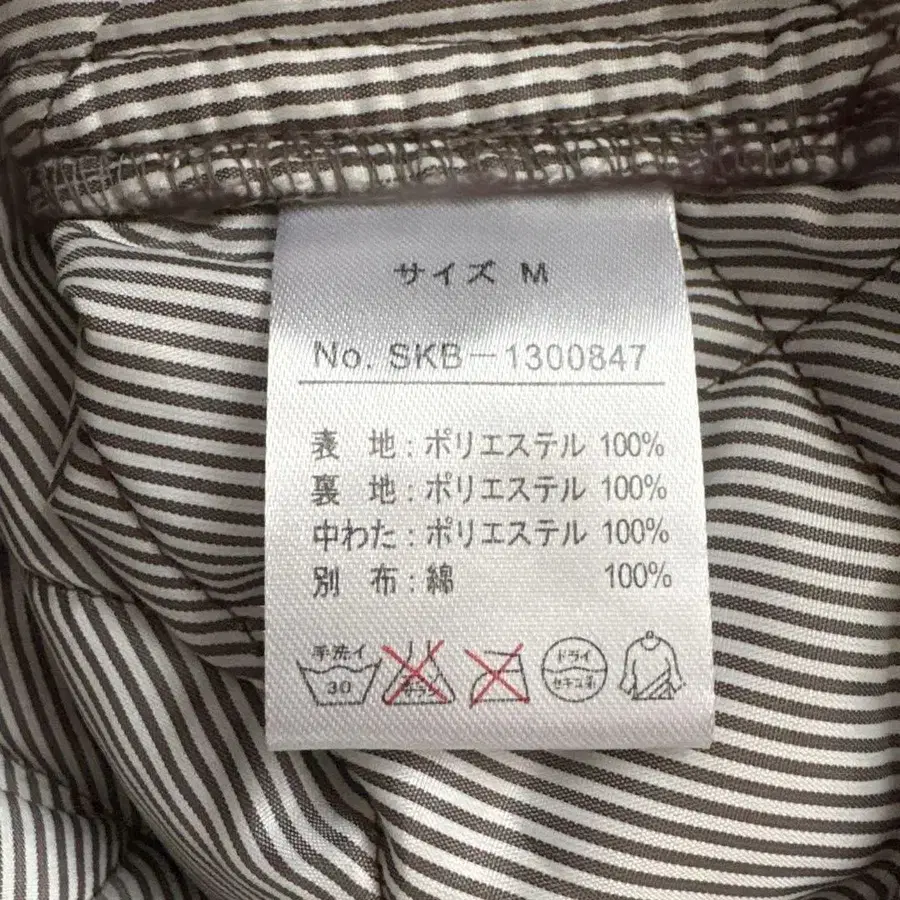 サイズ M
No. SKB-1300847
表 地:ポリエステル 100%
裏 地:ポリエステル 100%
中わた:ポリエステル 100%
別 布:綿 100%
手洗イ
30
ドライ
セキユ系